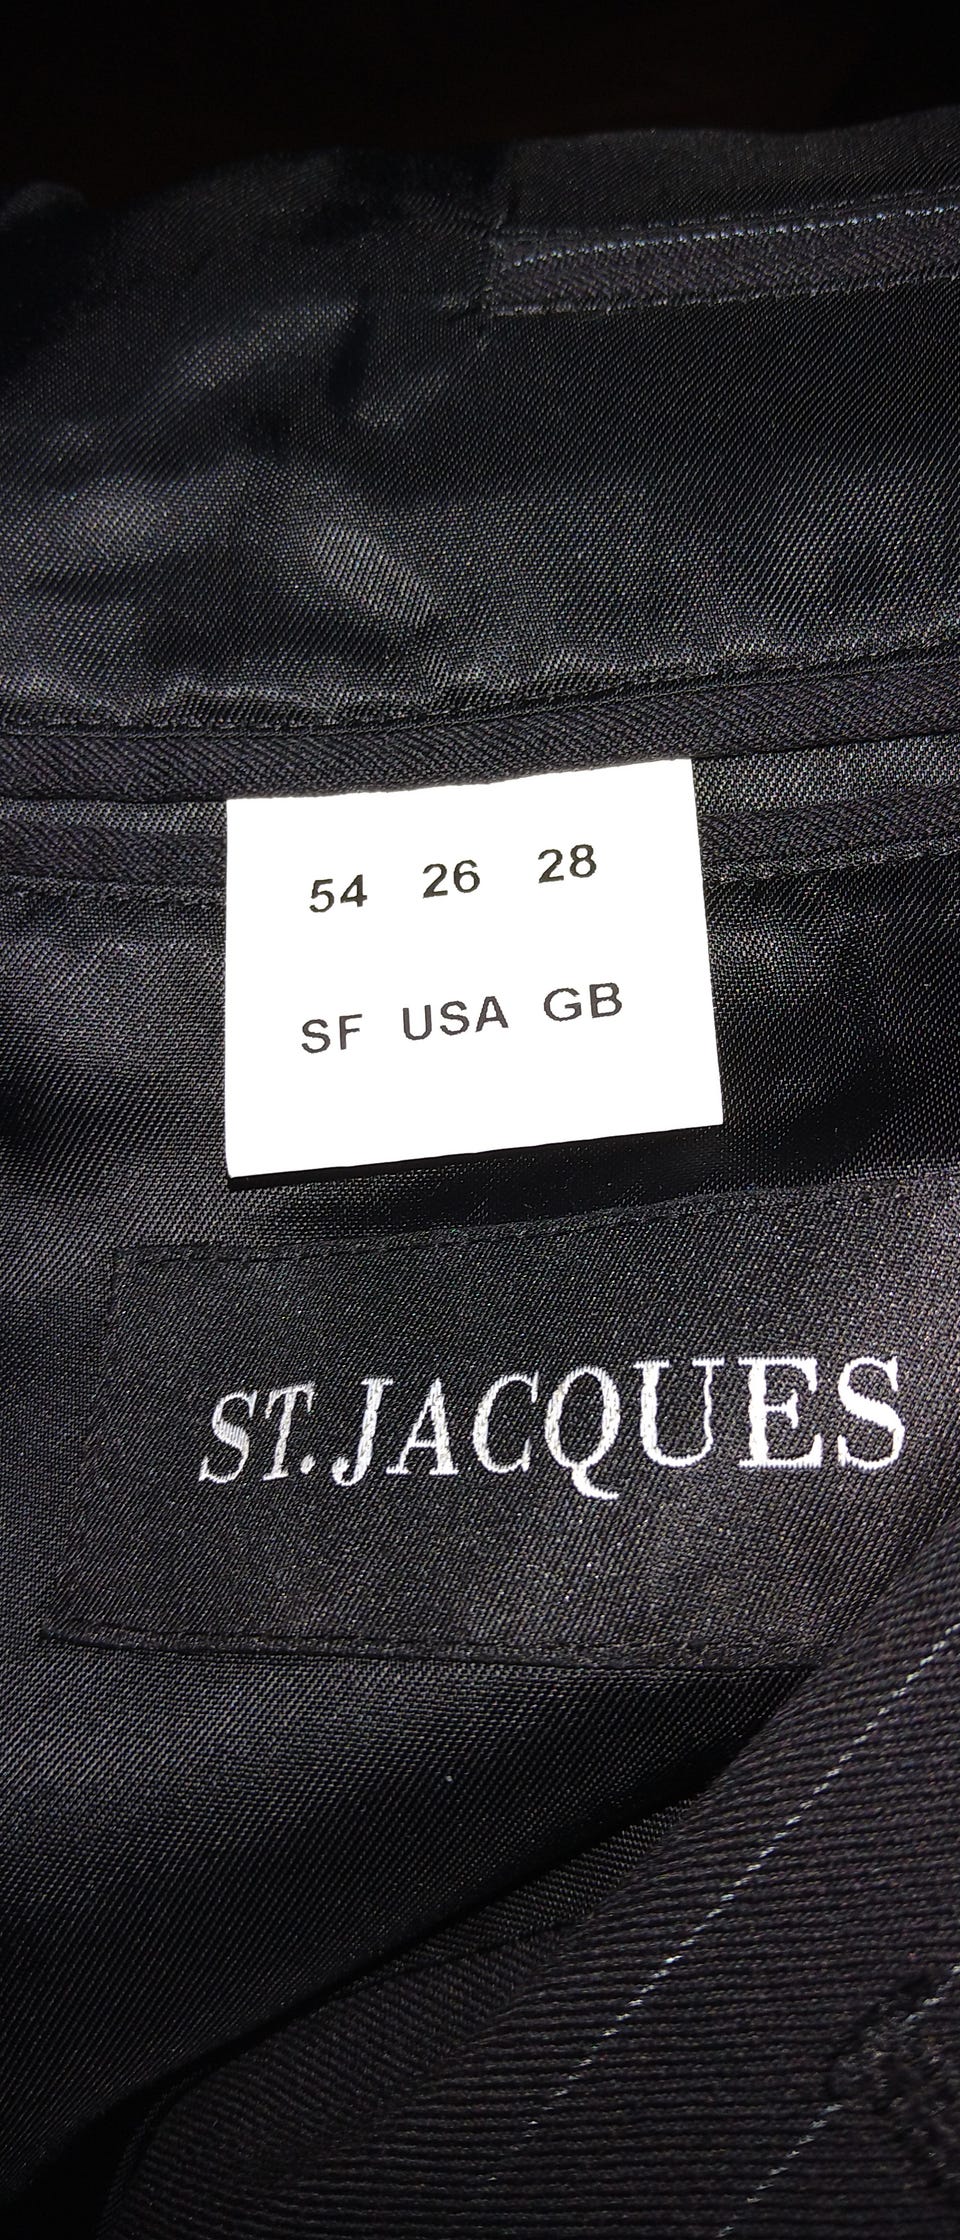 54 26 28
SF USA GB
ST. JACQUES